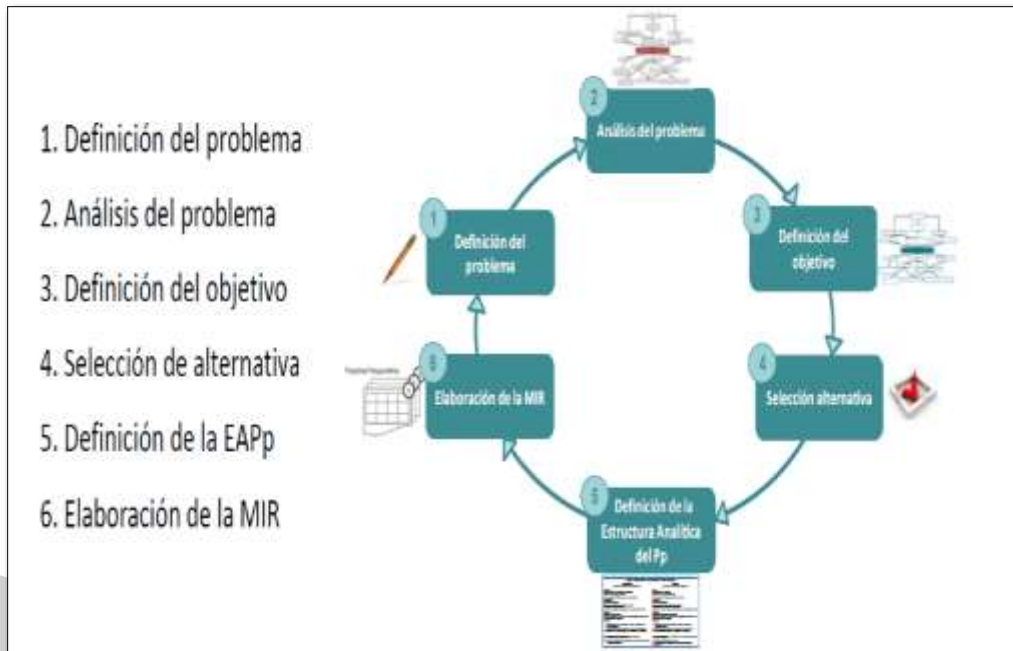 1. Definición del problema
2. Análisis del problema
3. Definición del objetivo
4. Selección de alternativa
5. Definición de la EAPp
6. Elaboración de la MIR
2
Análisis del problema
3
Definición del
objetivo
4
Selección alternativa
5
Definición de la
Estructura Analítica
del Pp
6
Elaboración de la MIR
1
Definición del
problema